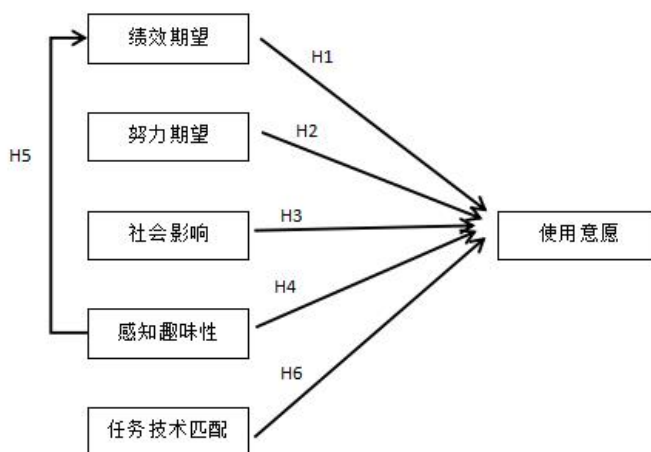 绩效期望
H1
努力期望
H2
H5
社会影响
H3
使用意愿
H4
感知趣味性
H6
任务技术匹配